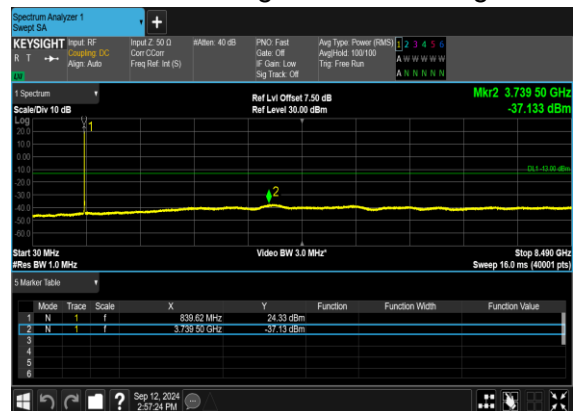 Spectrum Analyzer 1
Swept SA
+
KEYSIGHT Input: RF Input Z: 50 Ω #Atten: 40 dB PNO: Fast Avg Type: Power (RMS) 1 2 3 4 5 6
R T Coupling: DC Corr CCorr Gate: Off Avg|Hold: 100/100 A W W W W W
Align: Auto Freq Ref: Int (S) IF Gain: Low Trig: Free Run
Sig Track: Off A N N N N N
1 Spectrum Ref Lvl Offset 7.50 dB Mkr2 3.739 50 GHz
Scale/Div 10 dB Ref Level 30.00 dBm -37.133 dBm
Log
20.0
10.0
0.00
-10.0
-20.0
-30.0
-40.0
-50.0
-60.0
1
DL1 -13.00 dBm
2
Start 30 MHz Video BW 3.0 MHz* Stop 8.490 GHz
#Res BW 1.0 MHz Sweep 16.0 ms (40001 pts)
5 Marker Table
Mode Trace Scale X Y Function Function Width Function Value
1 N 1 f 839.62 MHz 24.33 dBm
2 N 1 f 3.739 50 GHz -37.13 dBm
3
4
5
6
? Sep 12, 2024
2:57:24 PM